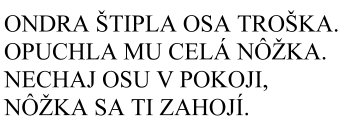 ONDRA ŠTIPLA OSA TROŠKA.
OPUCHLA MU CELÁ NÔŽKA.
NECHAJ OSU V POKOJI,
NÔŽKA SA TI ZAHOJÍ.